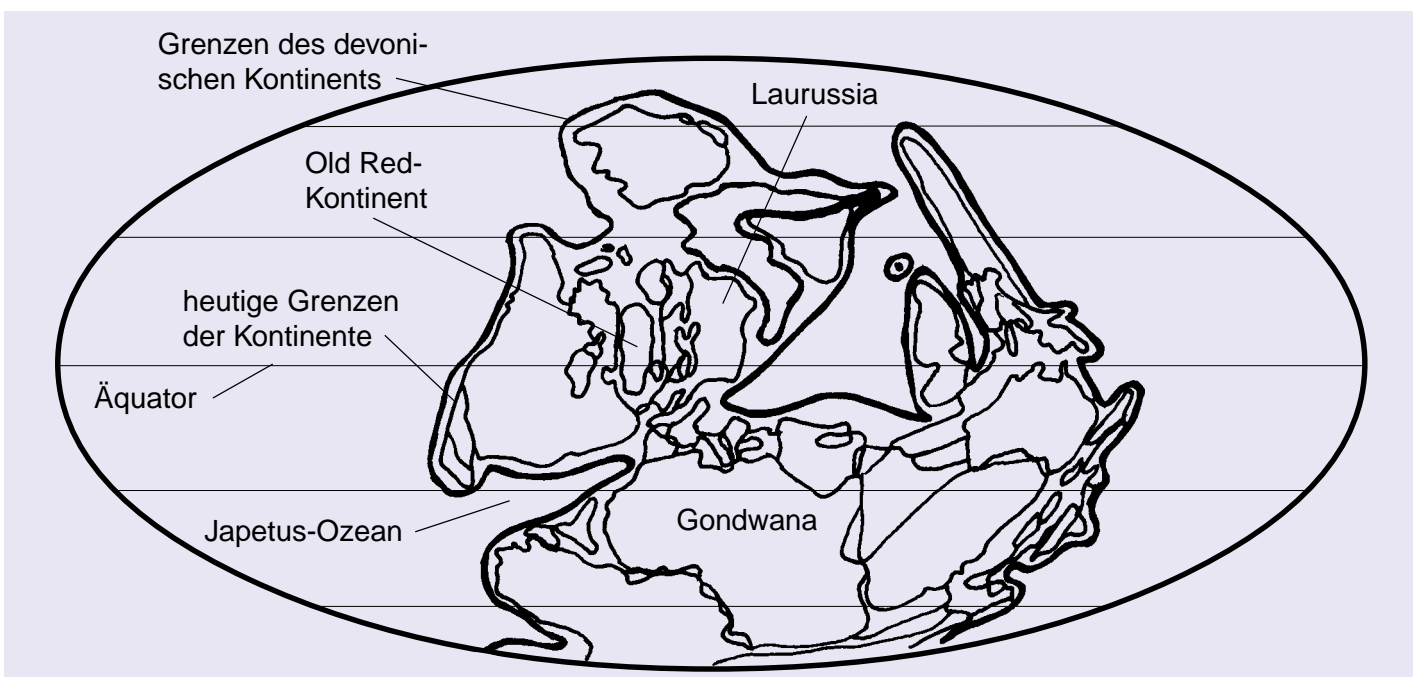 Grenzen des devoni-
schen Kontinents
Laurussia
Old Red-
Kontinent
heutige Grenzen
der Kontinente
Äquator
Japetus-Ozean
Gondwana